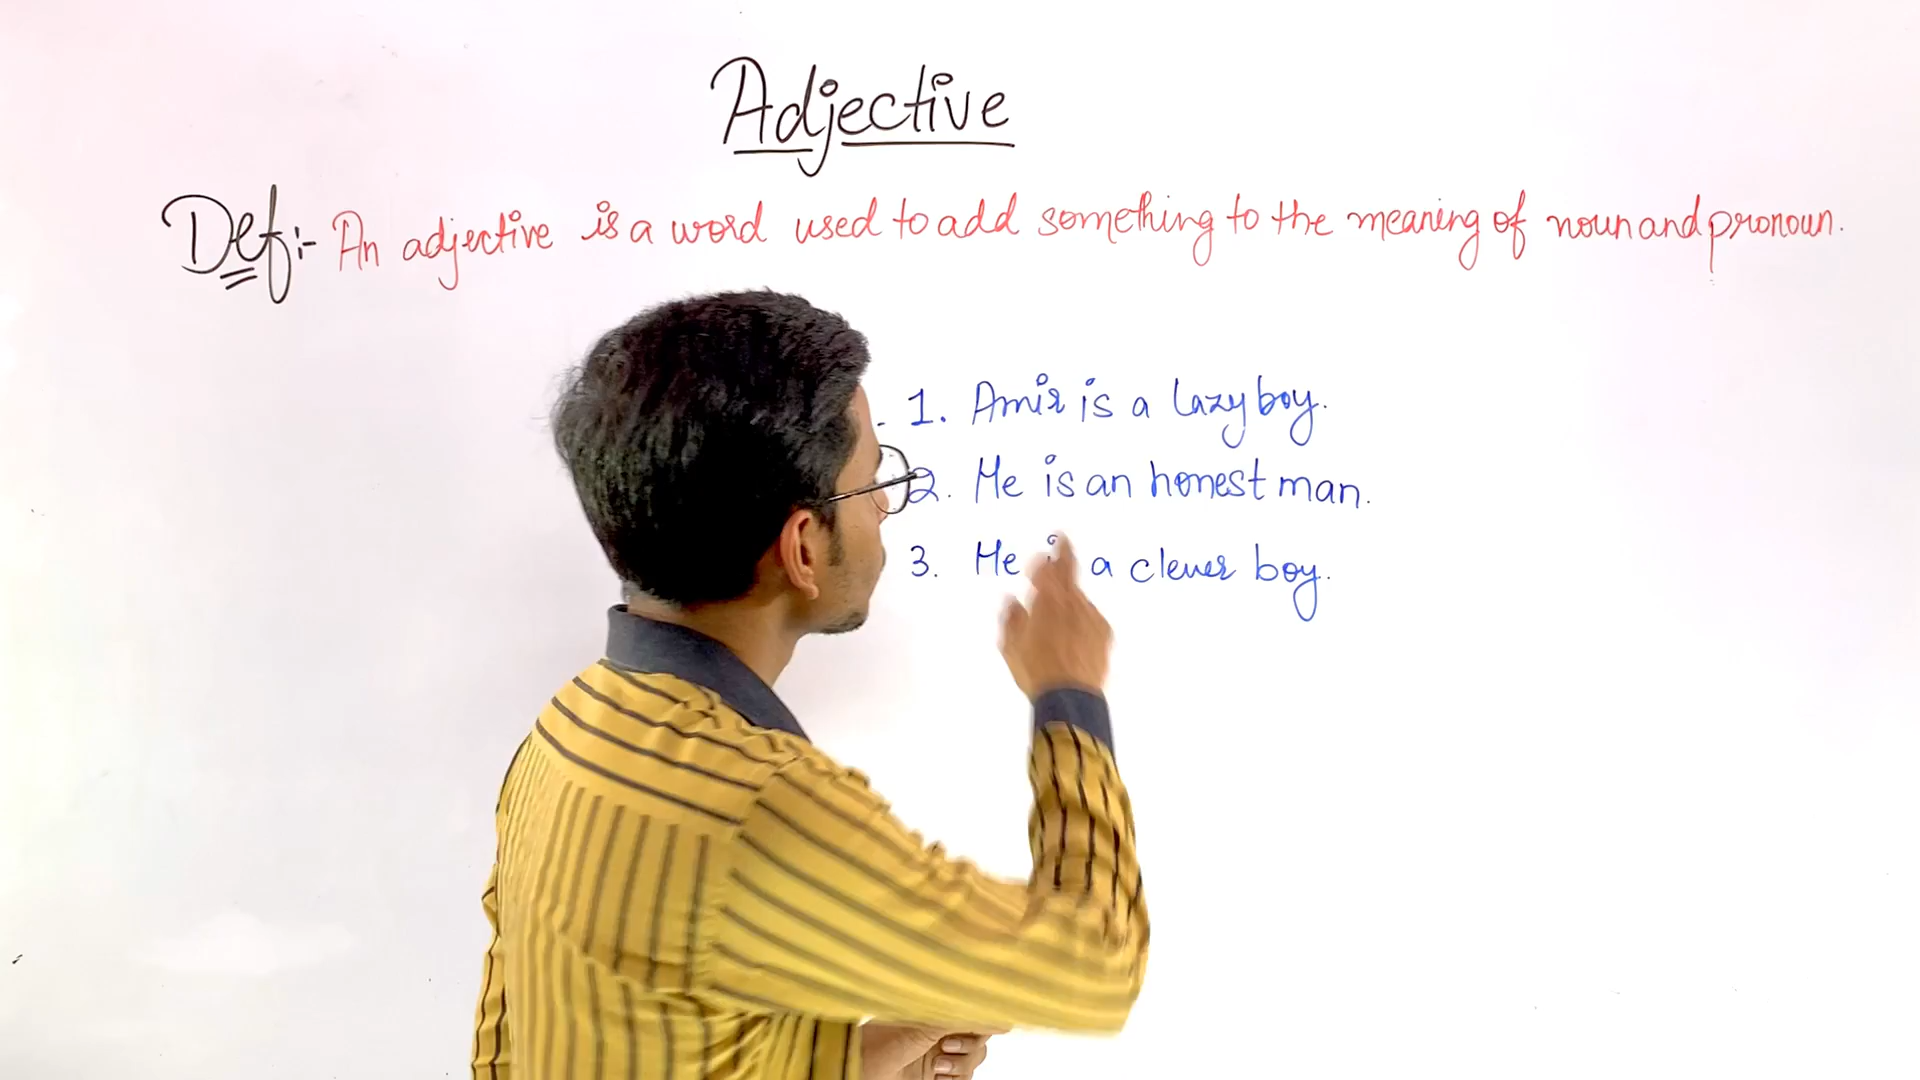 Adjective
Def:- An adjective is a word used to add something to the meaning of noun and pronoun.
1. Amir is a lazy boy.
2. He is an honest man.
3. He is a clever boy.